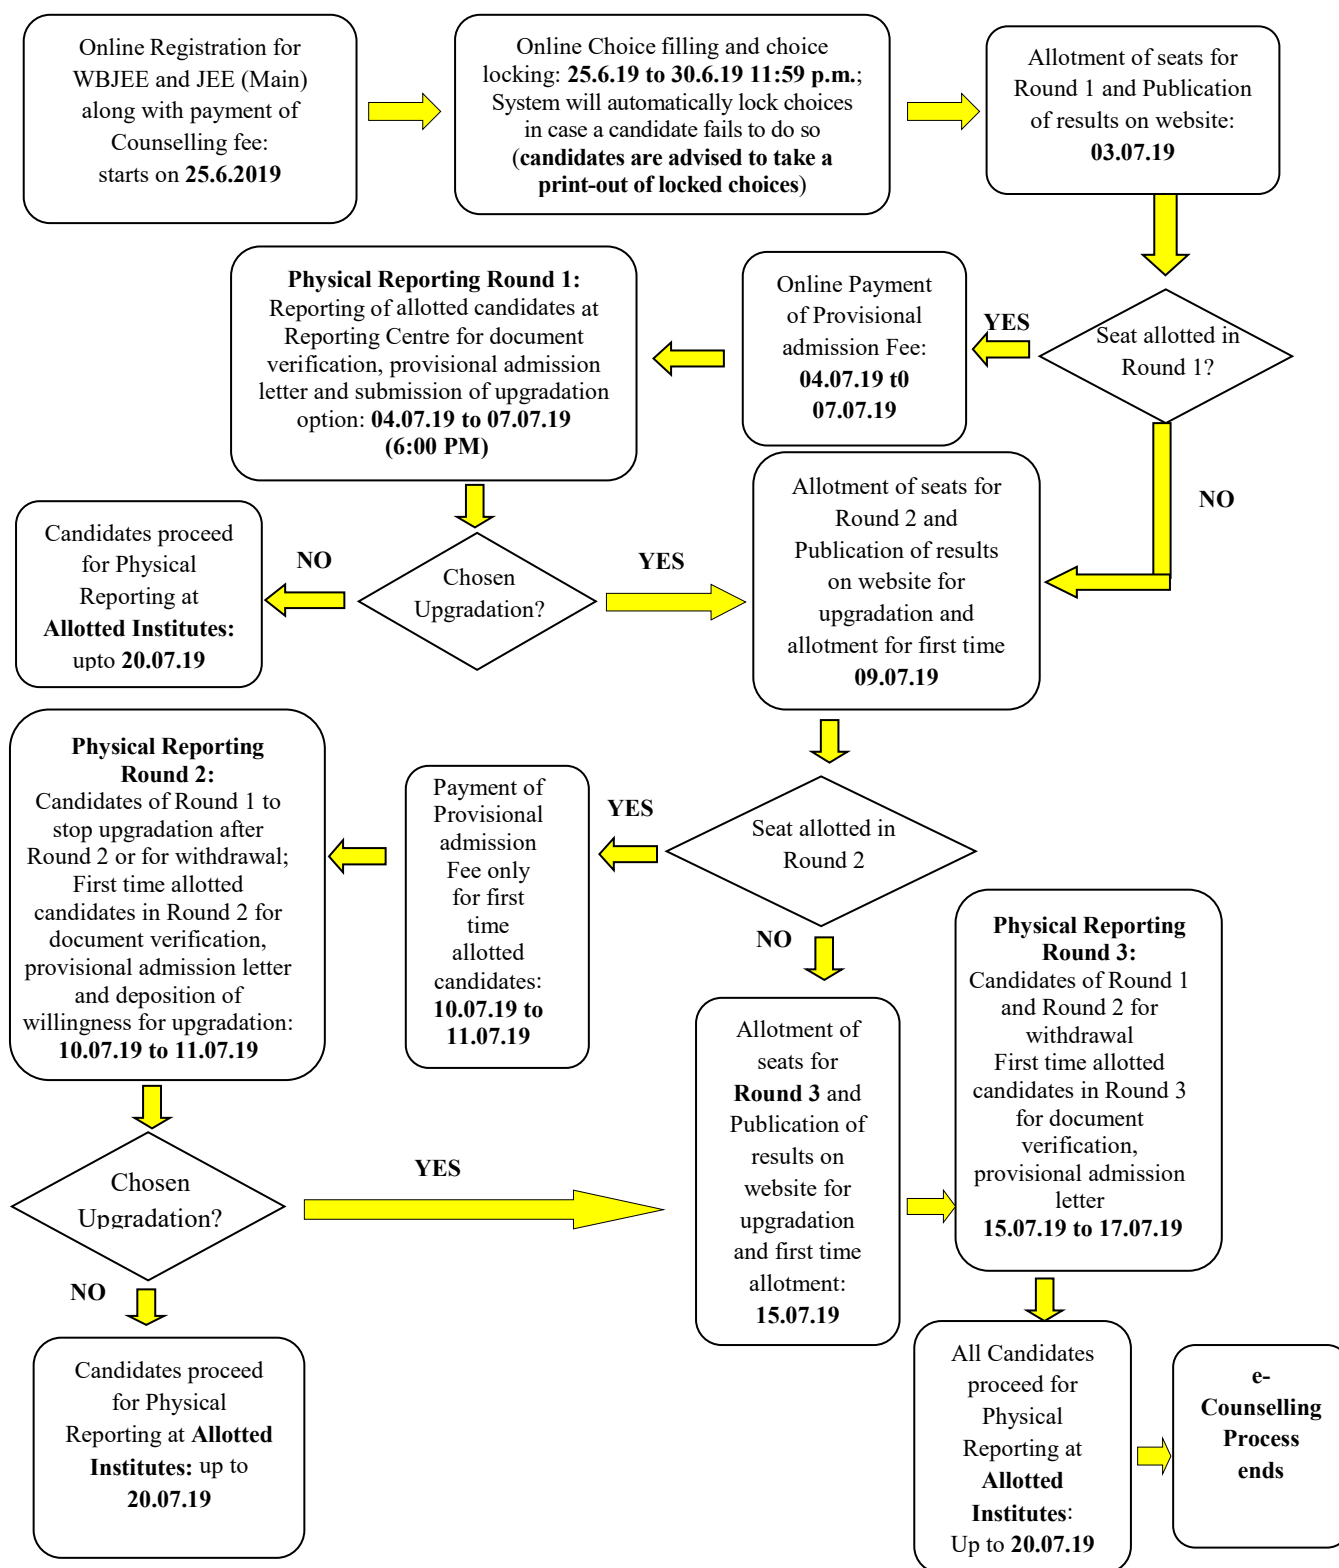 Online Registration for
WBJEE and JEE (Main)
along with payment of
Counselling fee:
starts on 25.6.2019
Online Choice filling and choice
locking: 25.6.19 to 30.6.19 11:59 p.m.;
System will automatically lock choices
in case a candidate fails to do so
(candidates are advised to take a
print-out of locked choices)
Allotment of seats for
Round 1 and Publication
of results on website:
03.07.19
Seat allotted in
Round 1?
YES
NO
Online Payment
of Provisional
admission Fee:
04.07.19 t0
07.07.19
Physical Reporting Round 1:
Reporting of allotted candidates at
Reporting Centre for document
verification, provisional admission
letter and submission of upgradation
option: 04.07.19 to 07.07.19
(6:00 PM)
Chosen
Upgradation?
NO
YES
Candidates proceed
for Physical
Reporting at
Allotted Institutes:
upto 20.07.19
Allotment of seats for
Round 2 and
Publication of results
on website for
upgradation and
allotment for first time
09.07.19
Seat allotted in
Round 2
YES
NO
Payment of
Provisional
admission
Fee only
for first
time
allotted
candidates:
10.07.19 to
11.07.19
Physical Reporting
Round 2:
Candidates of Round 1 to
stop upgradation after
Round 2 or for withdrawal;
First time allotted
candidates in Round 2 for
document verification,
provisional admission letter
and deposition of
willingness for upgradation:
10.07.19 to 11.07.19
Chosen
Upgradation?
YES
NO
Candidates proceed
for Physical
Reporting at Allotted
Institutes: up to
20.07.19
Allotment of
seats for
Round 3 and
Publication of
results on
website for
upgradation
and first time
allotment:
15.07.19
Physical Reporting
Round 3:
Candidates of Round 1
and Round 2 for
withdrawal
First time allotted
candidates in Round 3
for document
verification,
provisional admission
letter
15.07.19 to 17.07.19
All Candidates
proceed for
Physical
Reporting at
Allotted
Institutes:
Up to 20.07.19
e-
Counselling
Process
ends